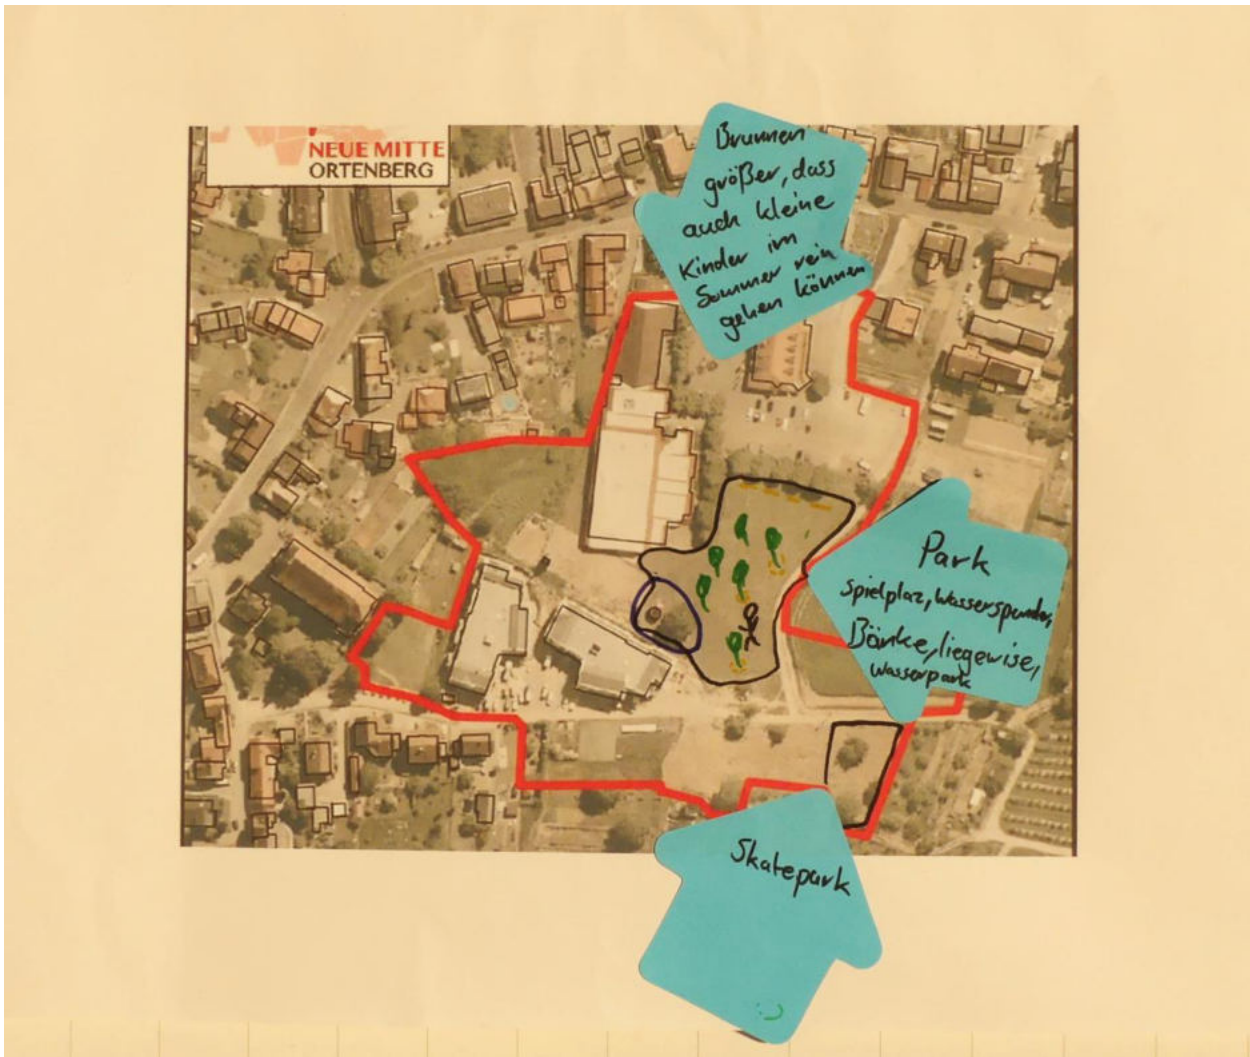 NEUE MITTE
ORTENBERG
Brunnen
größer, dass
auch kleine
Kinder im
Sommer rein
gehen können
Park
spielplaz, Wasserspender,
Bänke, liegewise,
wasserpark
Skatepark